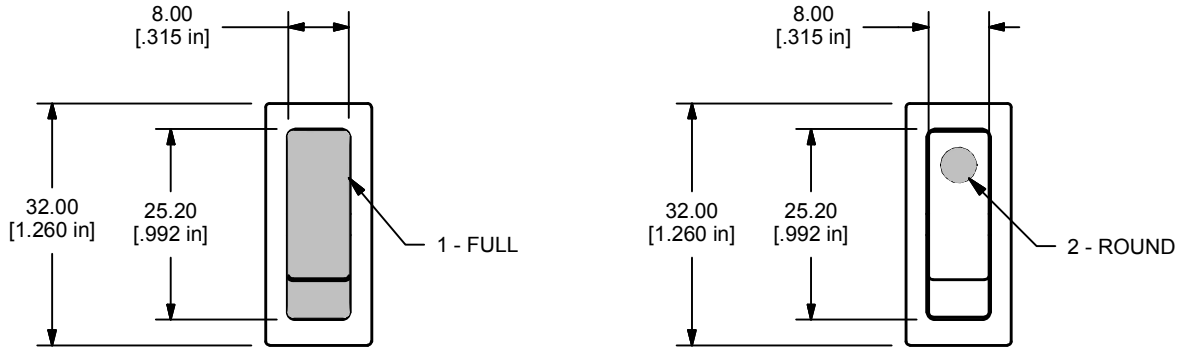 8.00
[.315 in]
32.00
[1.260 in]
25.20
[.992 in]
1 - FULL
8.00
[.315 in]
32.00
[1.260 in]
25.20
[.992 in]
2 - ROUND